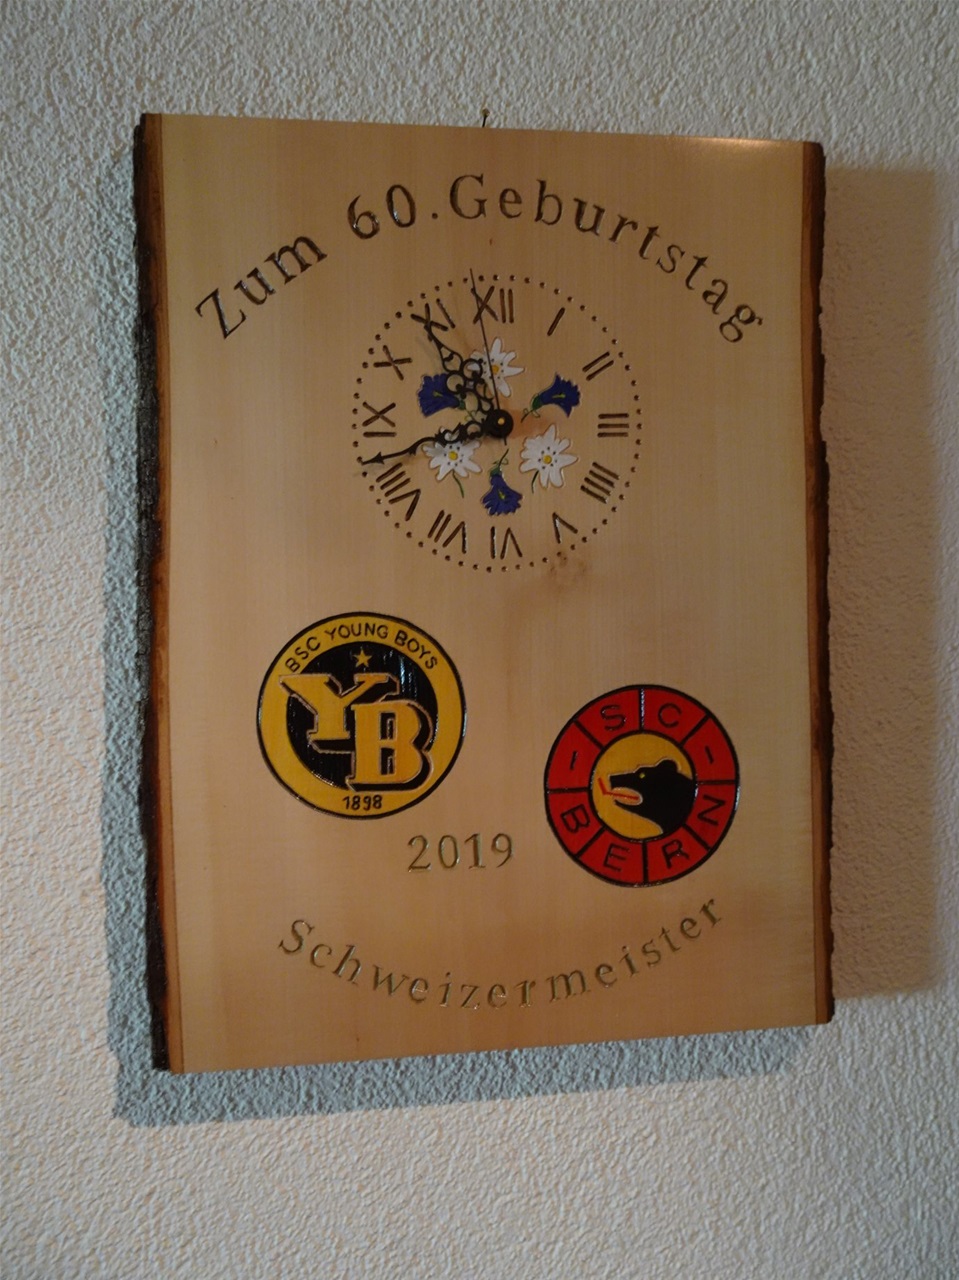 Zum 60. Geburtstag
XII
I
II
III
IIII
V
VI
VII
VIII
IX
X
XI
BSC YOUNG BOYS
YB
1898
SCI
BERN
2019
Schweizermeister